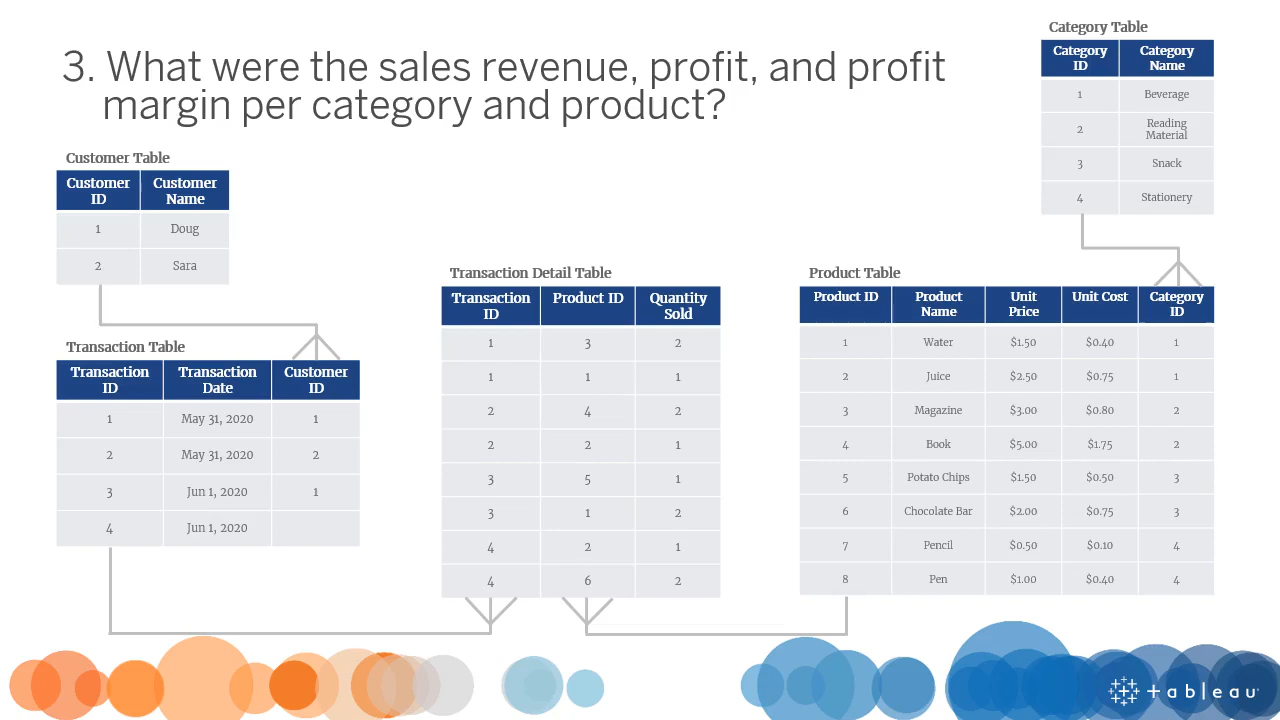 3. What were the sales revenue, profit, and profit
margin per category and product?
Category Table
Category ID Category Name
1 Beverage
2 Reading Material
3 Snack
4 Stationery
Customer Table
Customer ID Customer Name
1 Doug
2 Sara
Transaction Table
Transaction ID Transaction Date Customer ID
1 May 31, 2020 1
2 May 31, 2020 2
3 Jun 1, 2020 1
4 Jun 1, 2020
Transaction Detail Table
Transaction ID Product ID Quantity Sold
1 3 2
1 1 1
2 4 2
2 2 1
3 5 1
3 1 2
4 2 1
4 6 2
Product Table
Product ID Product Name Unit Price Unit Cost Category ID
1 Water $1.50 $0.40 1
2 Juice $2.50 $0.75 1
3 Magazine $3.00 $0.80 2
4 Book $5.00 $1.75 2
5 Potato Chips $1.50 $0.50 3
6 Chocolate Bar $2.00 $0.75 3
7 Pencil $0.50 $0.10 4
8 Pen $1.00 $0.40 4
tableau